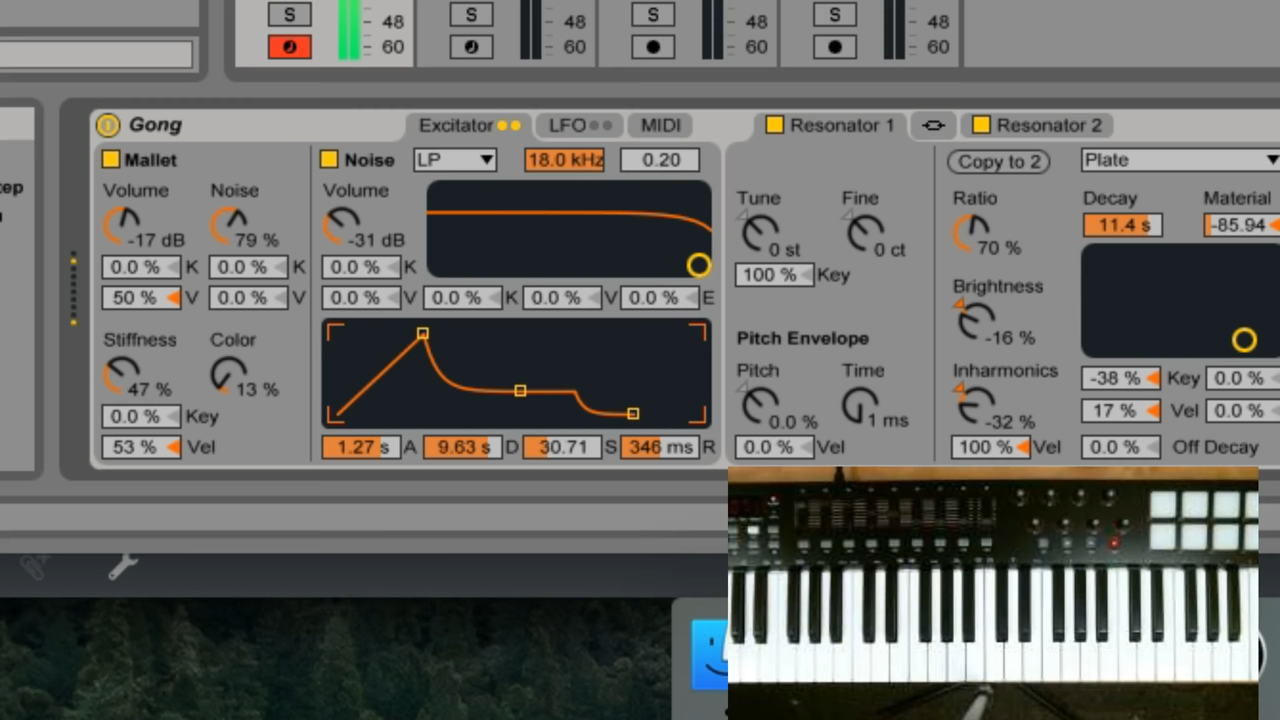 S S S S
48 48 48 48
60 60 60 60
Gong Excitator LFO MIDI Resonator 1 Resonator 2
tep
Mallet Noise LP 18.0 kHz 0.20 Copy to 2 Plate
Volume Noise Volume Tune Fine Ratio Decay Material
-17 dB 79 % -31 dB 0 st 0 ct 70 % 11.4 s -85.94
0.0 % K 0.0 % K 0.0 % K 100 % Key
50 % V 0.0 % V 0.0 % V 0.0 % K 0.0 % V 0.0 % E Brightness
Stiffness Color Pitch Envelope -16 %
47 % 13 % Pitch Time Inharmonics -38 % Key 0.0 %
0.0 % Key 0.0 % 1 ms -32 % 17 % Vel 0.0 %
53 % Vel 1.27 s A 9.63 s D 30.71 S 346 ms R 0.0 % Vel 100 % Vel 0.0 % Off Decay